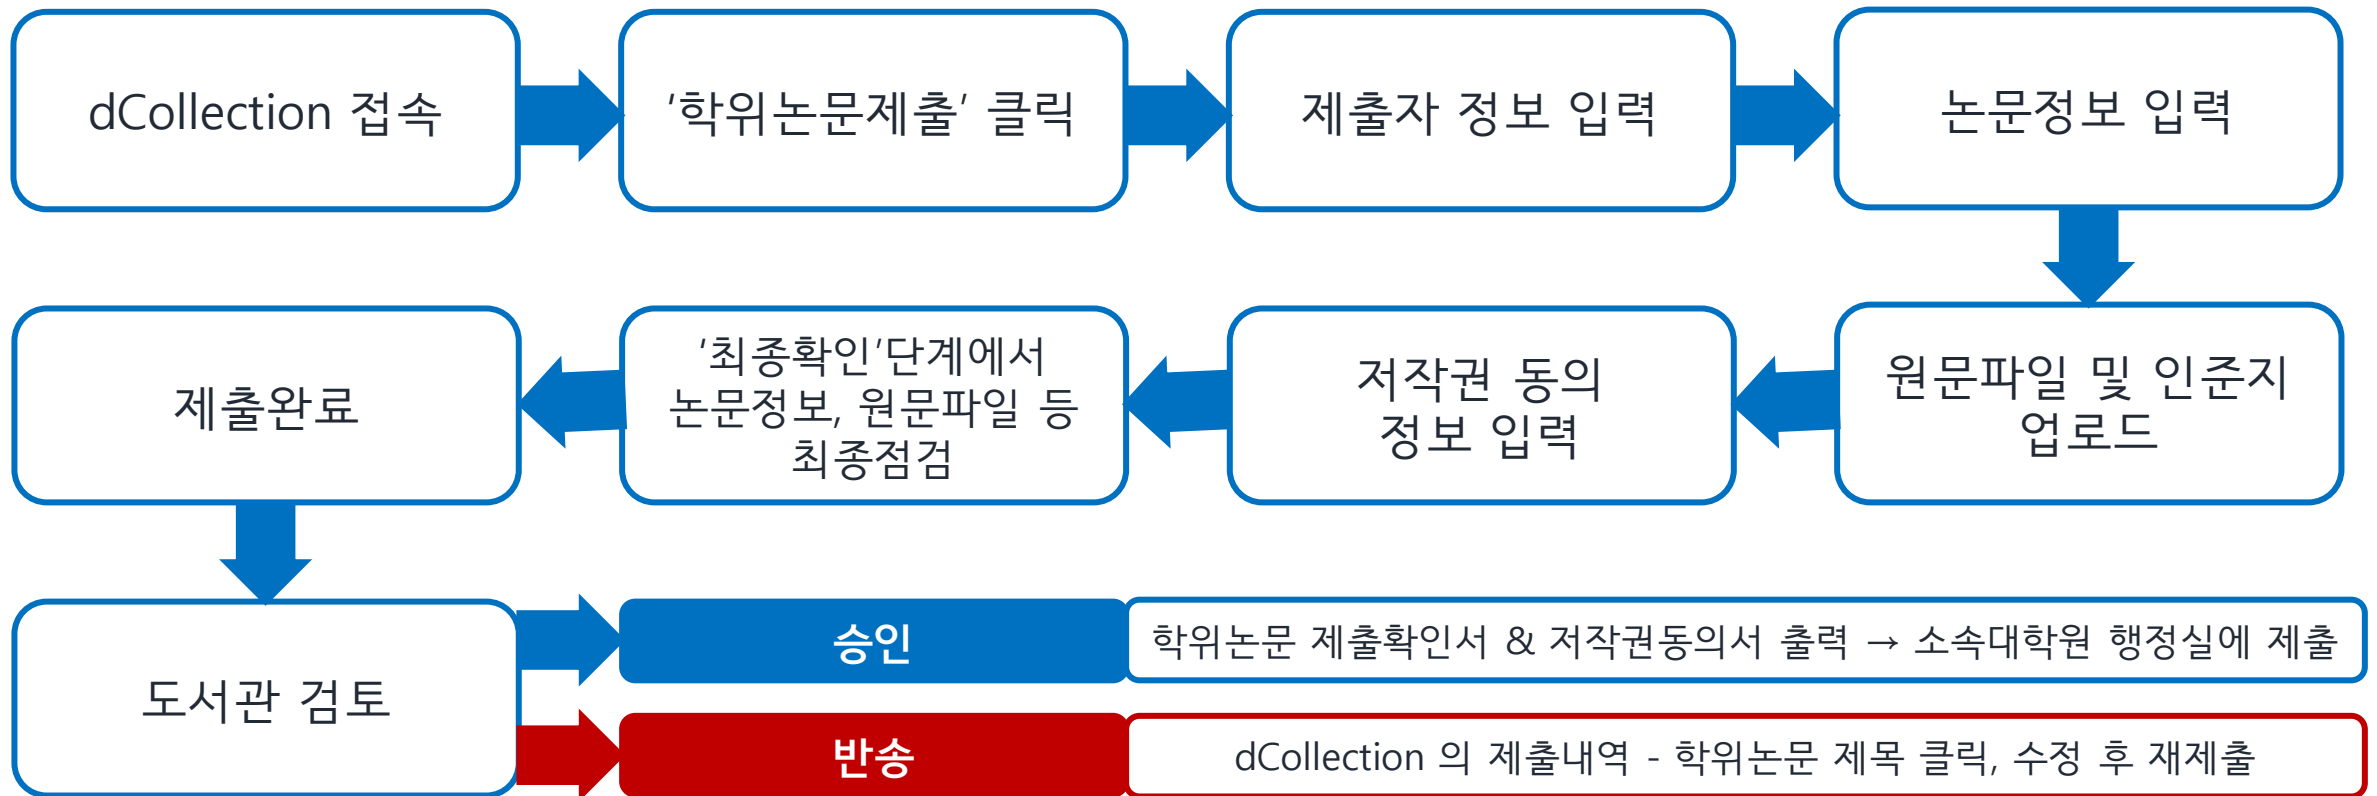 dCollection 접속
‘학위논문제출’ 클릭
제출자 정보 입력
논문정보 입력
원문파일 및 인준지
업로드
저작권 동의
정보 입력
‘최종확인’단계에서
논문정보, 원문파일 등
최종점검
제출완료
도서관 검토
승인
학위논문 제출확인서 & 저작권동의서 출력 → 소속대학원 행정실에 제출
반송
dCollection 의 제출내역 - 학위논문 제목 클릭, 수정 후 재제출